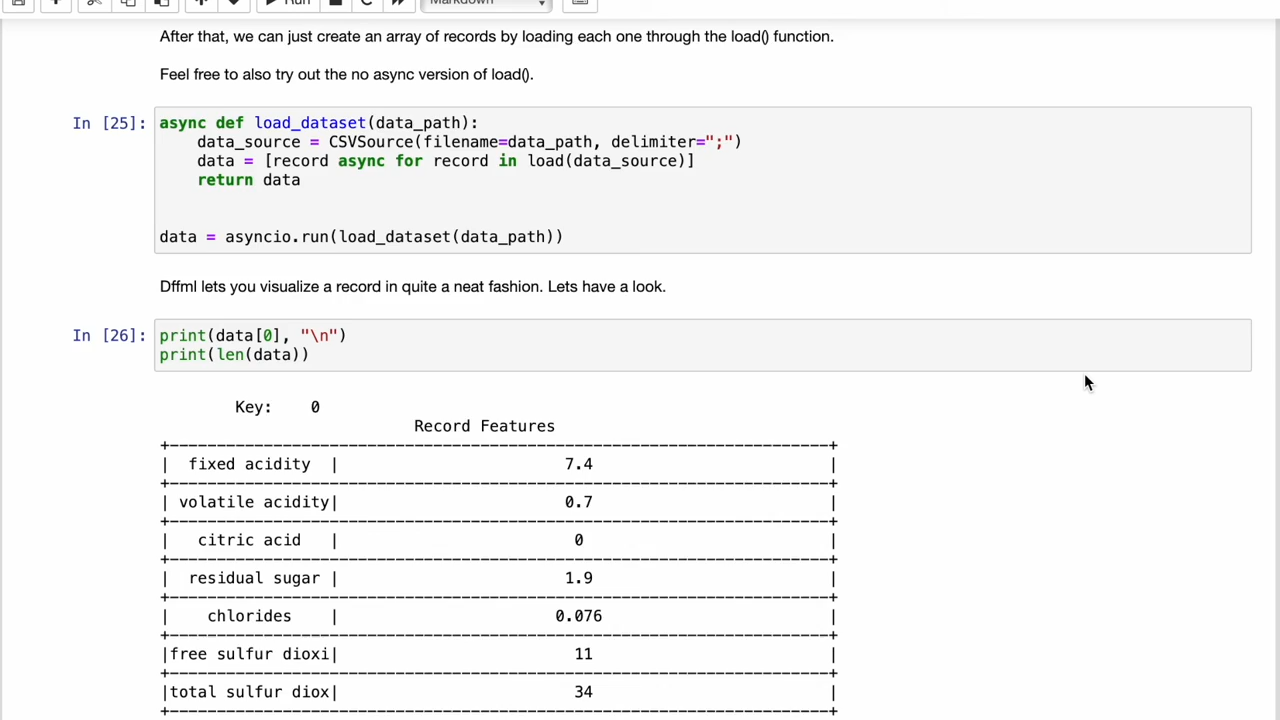 Run
Markdown
After that, we can just create an array of records by loading each one through the load() function.
Feel free to also try out the no async version of load().
In [25]:
async def load_dataset(data_path):
data_source = CSVSource(filename=data_path, delimiter=";")
data = [record async for record in load(data_source)]
return data
data = asyncio.run(load_dataset(data_path))
Dffml lets you visualize a record in quite a neat fashion. Lets have a look.
In [26]:
print(data[0], "\n")
print(len(data))
Key: 0
Record Features
fixed acidity | 7.4
volatile acidity| 0.7
citric acid | 0
residual sugar | 1.9
chlorides | 0.076
free sulfur dioxi| 11
total sulfur diox| 34